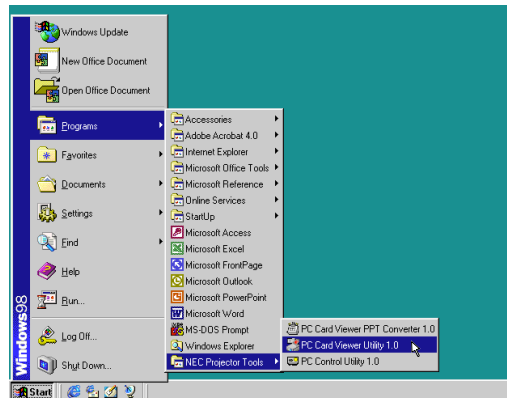 Windows Update
New Office Document
Open Office Document
Programs
Favorites
Documents
Settings
Find
Help
Run...
Log Off...
Shut Down...
Windows98
Accessories
Adobe Acrobat 4.0
Internet Explorer
Microsoft Office Tools
Microsoft Reference
Online Services
StartUp
Microsoft Access
Microsoft Excel
Microsoft FrontPage
Microsoft Outlook
Microsoft PowerPoint
Microsoft Word
MS-DOS Prompt
Windows Explorer
NEC Projector Tools
PC Card Viewer PPT Converter 1.0
PC Card Viewer Utility 1.0
PC Control Utility 1.0
Start